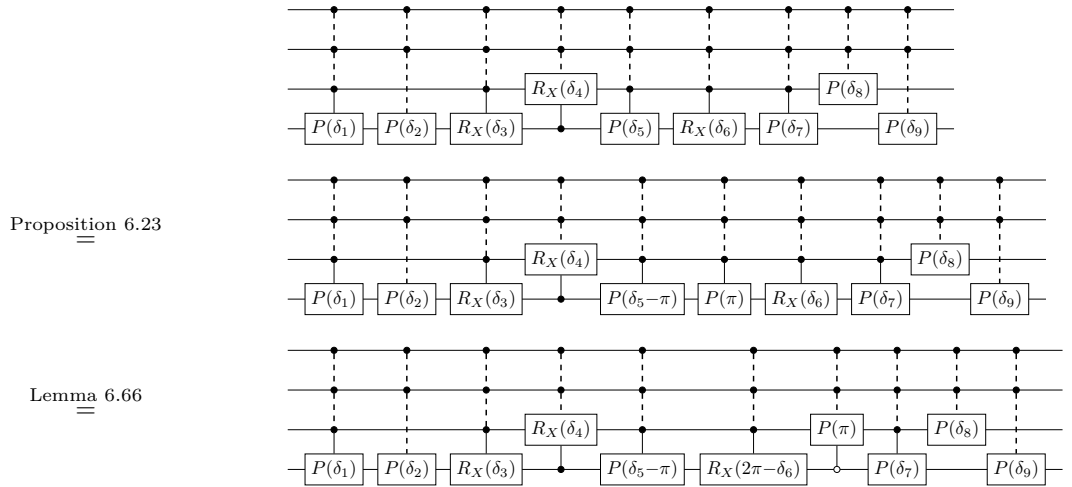 R_X(δ₄) P(δ₈)
P(δ₁) P(δ₂) R_X(δ₃) P(δ₅) R_X(δ₆) P(δ₇) P(δ₉)
Proposition 6.23
=
R_X(δ₄) P(δ₈)
P(δ₁) P(δ₂) R_X(δ₃) P(δ₅−π) P(π) R_X(δ₆) P(δ₇) P(δ₉)
Lemma 6.66
=
R_X(δ₄) P(π) P(δ₈)
P(δ₁) P(δ₂) R_X(δ₃) P(δ₅−π) R_X(2π−δ₆) P(δ₇) P(δ₉)